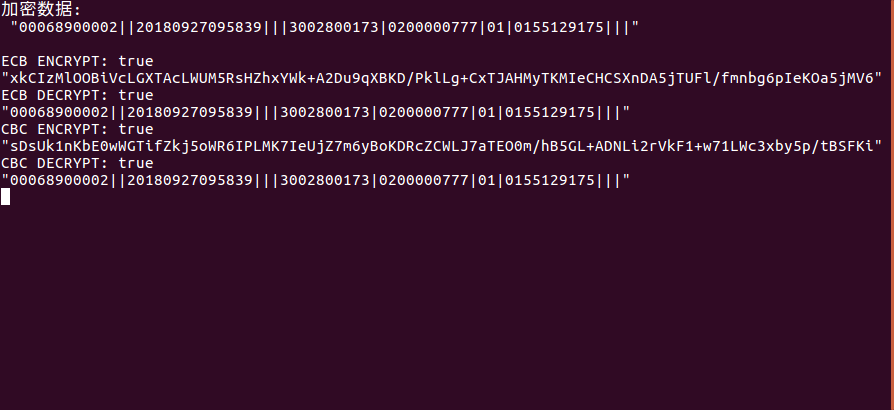 加密数据:
"00068900002||20180927095839|||3002800173|0200000777|01|0155129175|||"
ECB ENCRYPT: true
"xkCIzMlOOBiVcLGXTAcLWUM5RsHZhxYWk+A2Du9qXBKD/PklLg+CxTJAHMyTKMIeCHCSXnDA5jTUFl/fmnbg6pIeKOa5jMV6"
ECB DECRYPT: true
"00068900002||20180927095839|||3002800173|0200000777|01|0155129175|||"
CBC ENCRYPT: true
"sDsUk1nKbE0wWGTifZkj5oWR6IPLMK7IeUjZ7m6yBoKDRcZCWLJ7aTEO0m/hB5GL+ADNLi2rVkF1+w71LWc3xby5p/tBSFKi"
CBC DECRYPT: true
"00068900002||20180927095839|||3002800173|0200000777|01|0155129175|||"